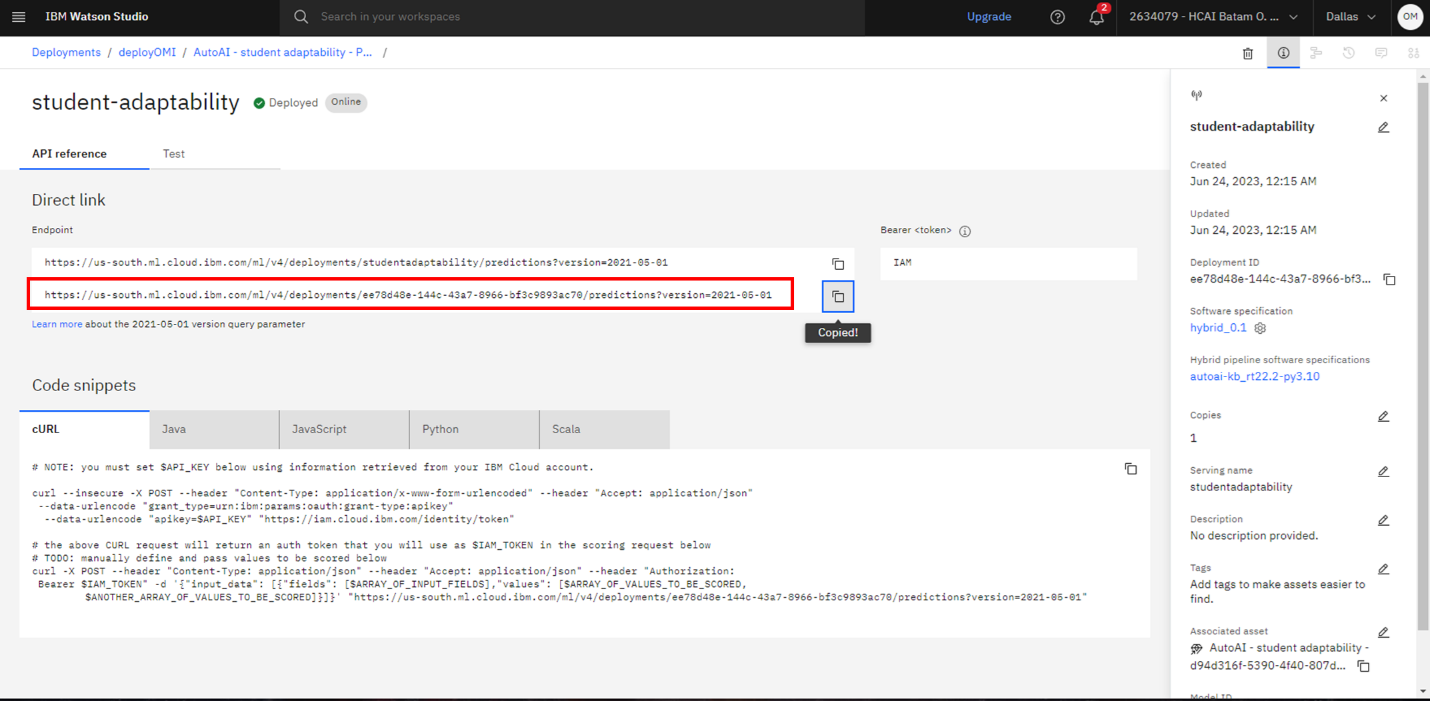 IBM Watson Studio
Search in your workspaces
Upgrade
2
2634079 - HCAI Batam O. ...
Dallas
OM
Deployments / deployOMI / AutoAI - student adaptability - P... /
student-adaptability
Deployed
Online
API reference
Test
Direct link
Endpoint
Bearer <token>
https://us-south.ml.cloud.ibm.com/ml/v4/deployments/studentadaptability/predictions?version=2021-05-01
IAM
https://us-south.ml.cloud.ibm.com/ml/v4/deployments/ee78d48e-144c-43a7-8966-bf3c9893ac70/predictions?version=2021-05-01
Learn more about the 2021-05-01 version query parameter
Copied!
Code snippets
cURL
Java
JavaScript
Python
Scala
# NOTE: you must set $API_KEY below using information retrieved from your IBM Cloud account.
curl --insecure -X POST --header "Content-Type: application/x-www-form-urlencoded" --header "Accept: application/json"
--data-urlencode "grant_type=urn:ibm:params:oauth:grant-type:apikey"
--data-urlencode "apikey=$API_KEY" "https://iam.cloud.ibm.com/identity/token"
# the above CURL request will return an auth token that you will use as $IAM_TOKEN in the scoring request below
# TODO: manually define and pass values to be scored below
curl -X POST --header "Content-Type: application/json" --header "Accept: application/json" --header "Authorization:
Bearer $IAM_TOKEN" -d '{"input_data": [{"fields": [$ARRAY_OF_INPUT_FIELDS],"values": [$ARRAY_OF_VALUES_TO_BE_SCORED,
$ANOTHER_ARRAY_OF_VALUES_TO_BE_SCORED]}]}' "https://us-south.ml.cloud.ibm.com/ml/v4/deployments/ee78d48e-144c-43a7-8966-bf3c9893ac70/predictions?version=2021-05-01"
student-adaptability
Created
Jun 24, 2023, 12:15 AM
Updated
Jun 24, 2023, 12:15 AM
Deployment ID
ee78d48e-144c-43a7-8966-bf3...
Software specification
hybrid_0.1
Hybrid pipeline software specifications
autoai-kb_rt22.2-py3.10
Copies
1
Serving name
studentadaptability
Description
No description provided.
Tags
Add tags to make assets easier to
find.
Associated asset
AutoAI - student adaptability -
d94d316f-5390-4f40-807d...
Model ID